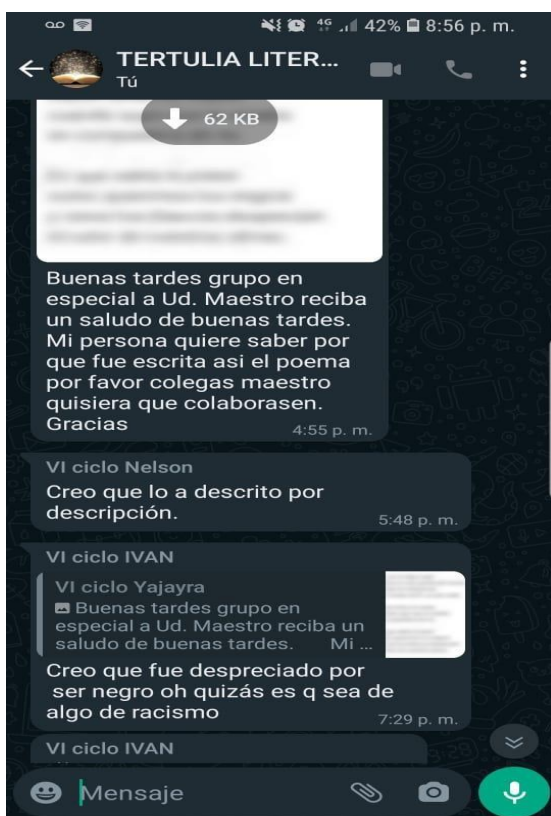 4G 42% 8:56 p. m.
TERTULIA LITER...
Tú
62 KB
Buenas tardes grupo en
especial a Ud. Maestro reciba
un saludo de buenas tardes.
Mi persona quiere saber por
que fue escrita asi el poema
por favor colegas maestro
quisiera que colaborasen.
Gracias
4:55 p. m.
VI ciclo Nelson
Creo que lo a descrito por
descripción.
5:48 p. m.
VI ciclo IVAN
VI ciclo Yajayra
Buenas tardes grupo en
especial a Ud. Maestro reciba un
saludo de buenas tardes. Mi ...
Creo que fue despreciado por
ser negro oh quizás es q sea de
algo de racismo
7:29 p. m.
VI ciclo IVAN
Mensaje